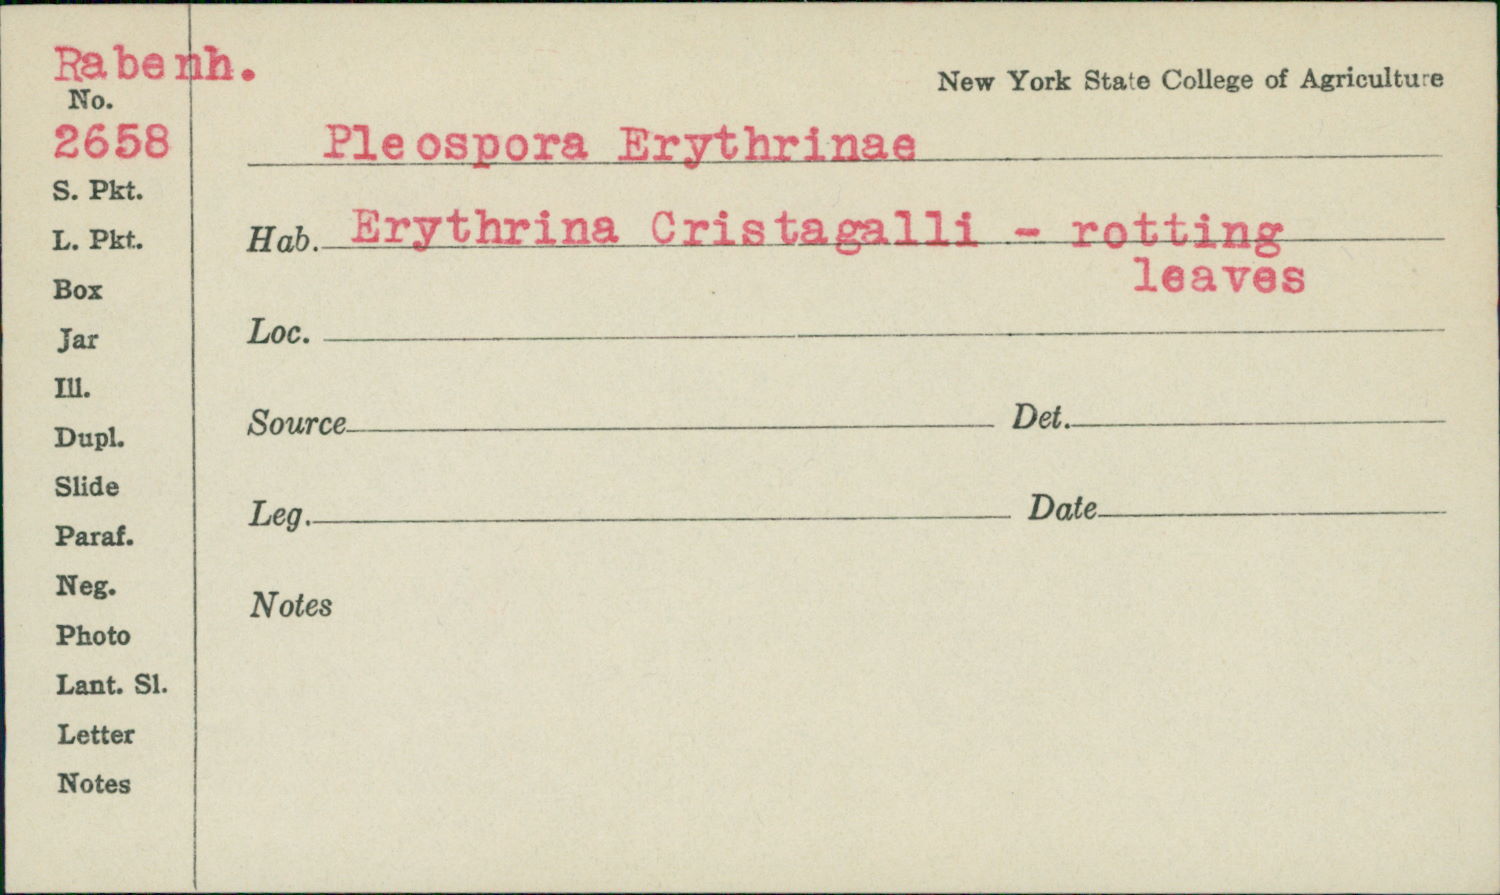 Rabenh.
New York State College of Agriculture
No.
2658
Pleospora Erythrinae
S. Pkt.
Hab. Erythrina Cristagalli - rotting
leaves
L. Pkt.
Box
Loc.
Jar
Ill.
Source Det.
Dupl.
Slide
Leg. Date
Paraf.
Neg.
Notes
Photo
Lant. Sl.
Letter
Notes